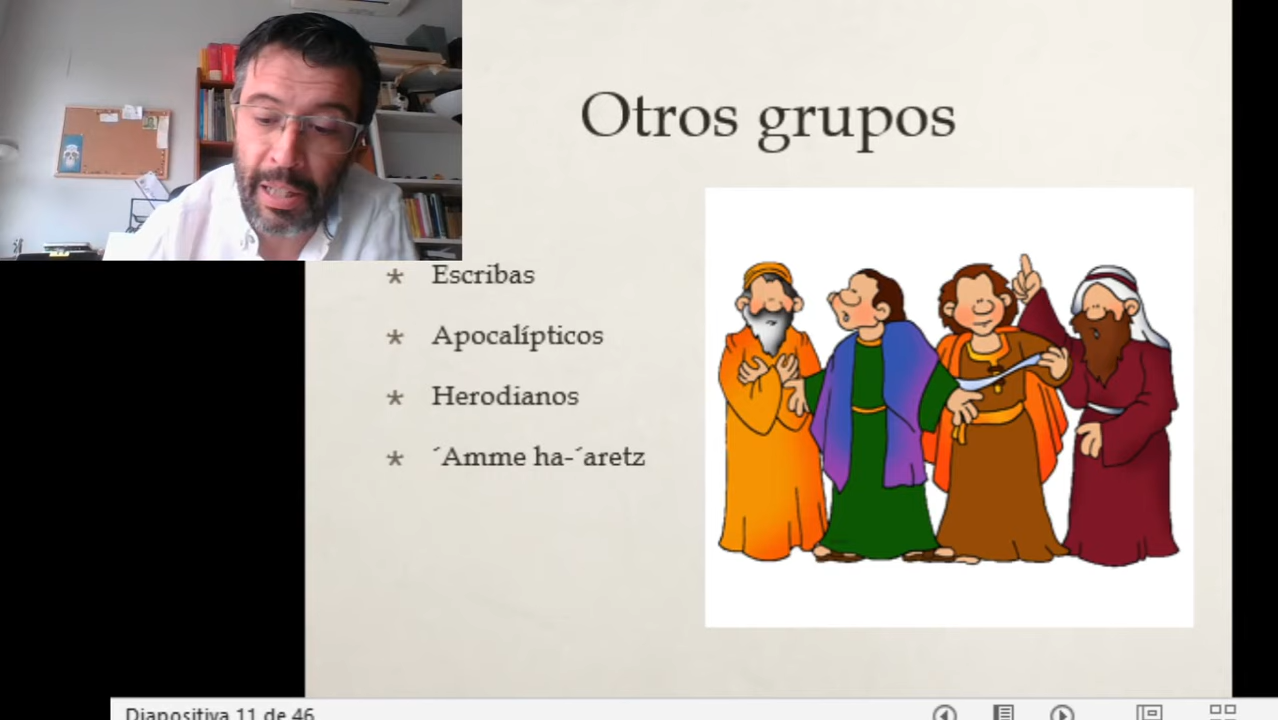 Otros grupos
Escribas
Apocalípticos
Herodianos
´Amme ha-´aretz
Diapositiva 11 de 46